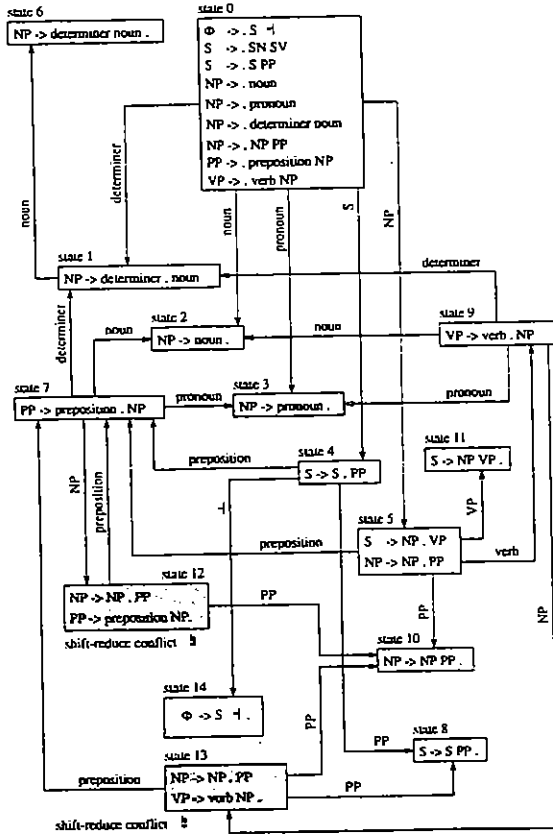 state 6
NP -> determiner noun .
state 0
Φ -> . S ⊣
S -> . SN SV
S -> . S PP
NP -> . noun
NP -> . pronoun
NP -> . determiner noun
NP -> . NP PP
PP -> . preposition NP
VP -> . verb NP
noun
determiner
noun
pronoun
S
NP
state 1
NP -> determiner . noun
determiner
state 2
NP -> noun .
state 9
VP -> verb . NP
determiner
noun
noun
state 7
PP -> preposition . NP
pronoun
state 3
NP -> pronoun .
pronoun
state 4
S -> S . PP
preposition
state 11
S -> NP VP .
NP
preposition
⊣
VP
state 5
S -> NP . VP
NP -> NP . PP
preposition
verb
state 12
NP -> NP . PP
PP -> preposition NP .
shift-reduce conflict
PP
PP
NP
state 10
NP -> NP PP .
state 14
Φ -> S ⊣ .
PP
state 8
S -> S PP .
PP
state 13
NP -> NP . PP
VP -> verb NP .
preposition
PP
shift-reduce conflict